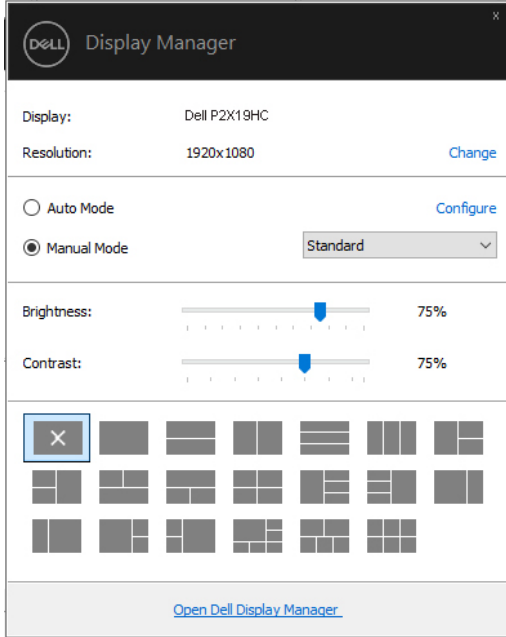 x
DELL Display Manager
Display: Dell P2X19HC
Resolution: 1920x1080 Change
Auto Mode Configure
Manual Mode Standard
Brightness: 75%
Contrast: 75%
Open Dell Display Manager